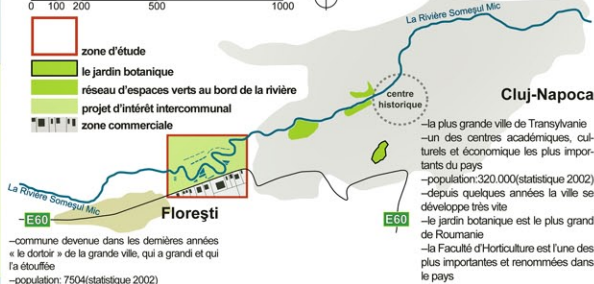 0 100 200 500 1000
La Rivière Someşul Mic
zone d'étude
le jardin botanique
réseau d'espaces verts au bord de la rivière
projet d'intérêt intercommunal
zone commerciale
centre
historique
Cluj-Napoca
–la plus grande ville de Transylvanie
–un des centres académiques, cul-
turels et économique les plus impor-
tants du pays
–population:320.000(statistique 2002)
–depuis quelques années la ville se
développe très vite
–le jardin botanique est le plus grand
de Roumanie
–la Faculté d'Horticulture est l'une des
plus importantes et renommées dans
le pays
La Rivière Someşul Mic
E60
Floreşti
E60
–commune devenue dans les dernières années
« le dortoir » de la grande ville, qui a grandi et qui
l'a étouffée
–population: 7504(statistique 2002)